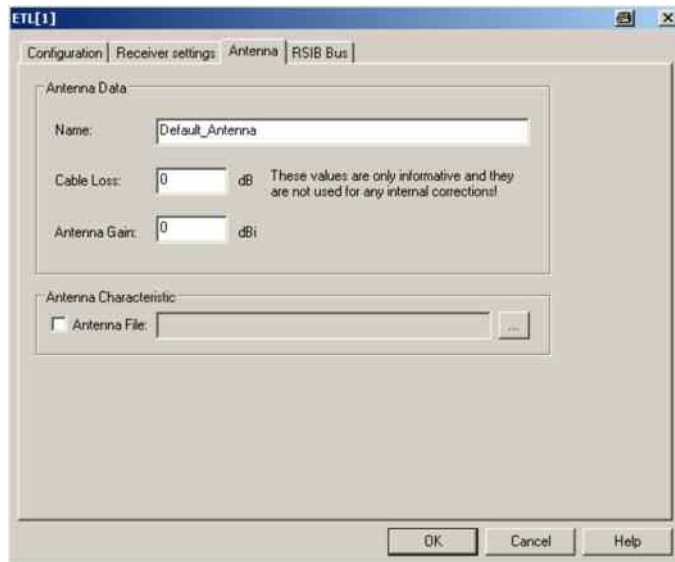 ETL[1]
Configuration Receiver settings Antenna RSIB Bus
Antenna Data
Name: Default_Antenna
Cable Loss: 0 dB These values are only informative and they
are not used for any internal corrections!
Antenna Gain: 0 dBi
Antenna Characteristic
Antenna File: ...
OK Cancel Help